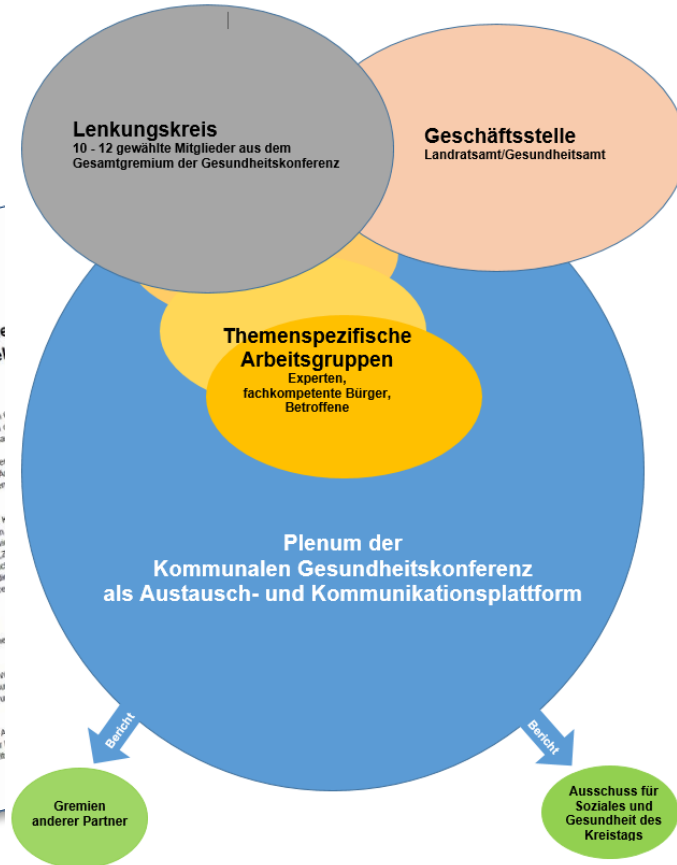 Lenkungskreis
10 - 12 gewählte Mitglieder aus dem
Gesamtgremium der Gesundheitskonferenz
Geschäftsstelle
Landratsamt/Gesundheitsamt
Themenspezifische
Arbeitsgruppen
Experten,
fachkompetente Bürger,
Betroffene
Plenum der
Kommunalen Gesundheitskonferenz
als Austausch- und Kommunikationsplattform
Bericht
Bericht
Gremien
anderer Partner
Ausschuss für
Soziales und
Gesundheit des
Kreistags